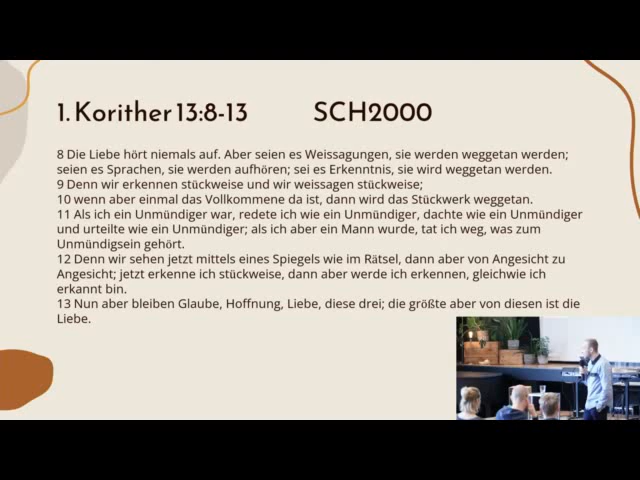 1. Korither 13:8-13 SCH2000
8 Die Liebe hört niemals auf. Aber seien es Weissagungen, sie werden weggetan werden;
seien es Sprachen, sie werden aufhören; sei es Erkenntnis, sie wird weggetan werden.
9 Denn wir erkennen stückweise und wir weissagen stückweise;
10 wenn aber einmal das Vollkommene da ist, dann wird das Stückwerk weggetan.
11 Als ich ein Unmündiger war, redete ich wie ein Unmündiger, dachte wie ein Unmündiger
und urteilte wie ein Unmündiger; als ich aber ein Mann wurde, tat ich weg, was zum
Unmündigsein gehört.
12 Denn wir sehen jetzt mittels eines Spiegels wie im Rätsel, dann aber von Angesicht zu
Angesicht; jetzt erkenne ich stückweise, dann aber werde ich erkennen, gleichwie ich
erkannt bin.
13 Nun aber bleiben Glaube, Hoffnung, Liebe, diese drei; die größte aber von diesen ist die
Liebe.